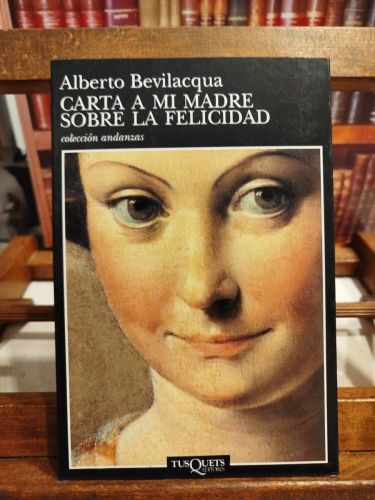 Alberto Bevilacqua
CARTA A MI MADRE
SOBRE LA FELICIDAD
colección andanzas
TUSQUETS
EDITORES